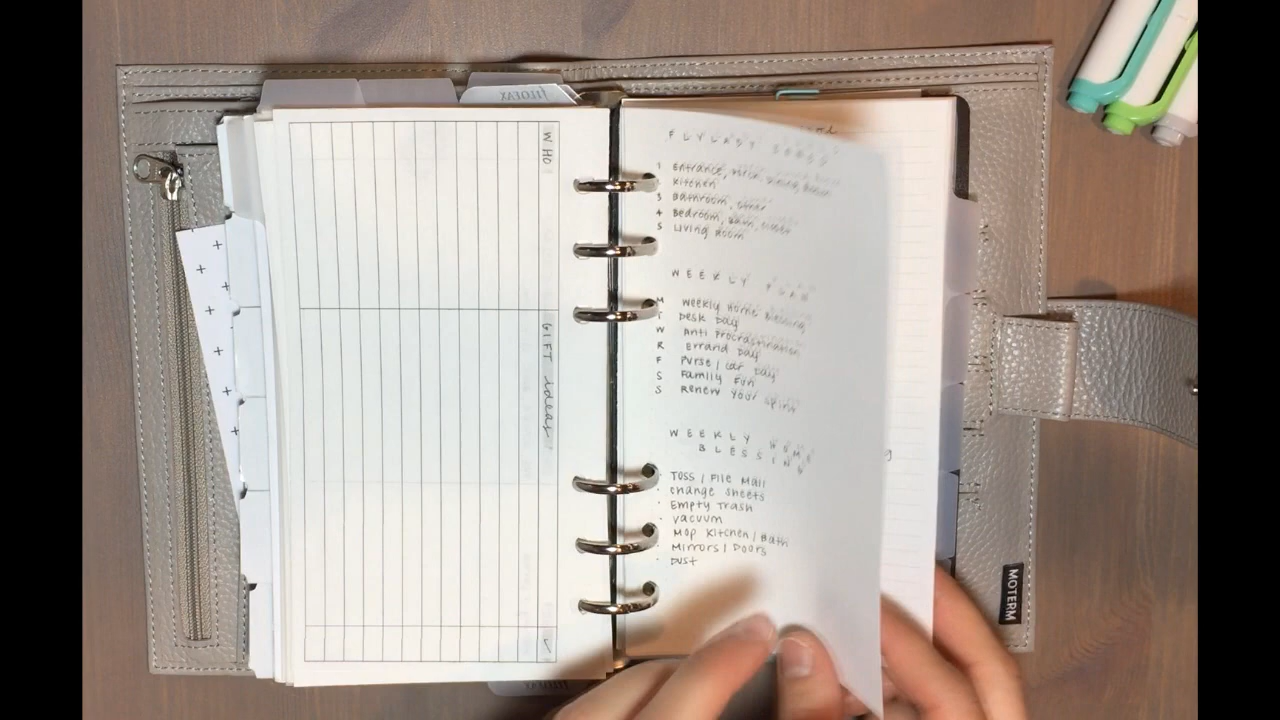 FILOFAX
WHO
GIFT ideas
✓
FLYLADY ZONES
1 Entrance, Porch, Dining, Beach
2 Kitchen
3 Bathroom, other
4 Bedroom, Bath, Closet
5 Living Room
WEEKLY PLAN
M Weekly Home Blessing
T Desk Day
W Anti Procrastination
R Errand Day
F Purse / Car Day
S Family Fun
S Renew Your Spirit
WEEKLY HOME
BLESSING
· Toss / File Mail
· Change Sheets
· Empty Trash
· Vacuum
· Mop Kitchen / Bath
· Mirrors / Doors
· Dust
MOTERM